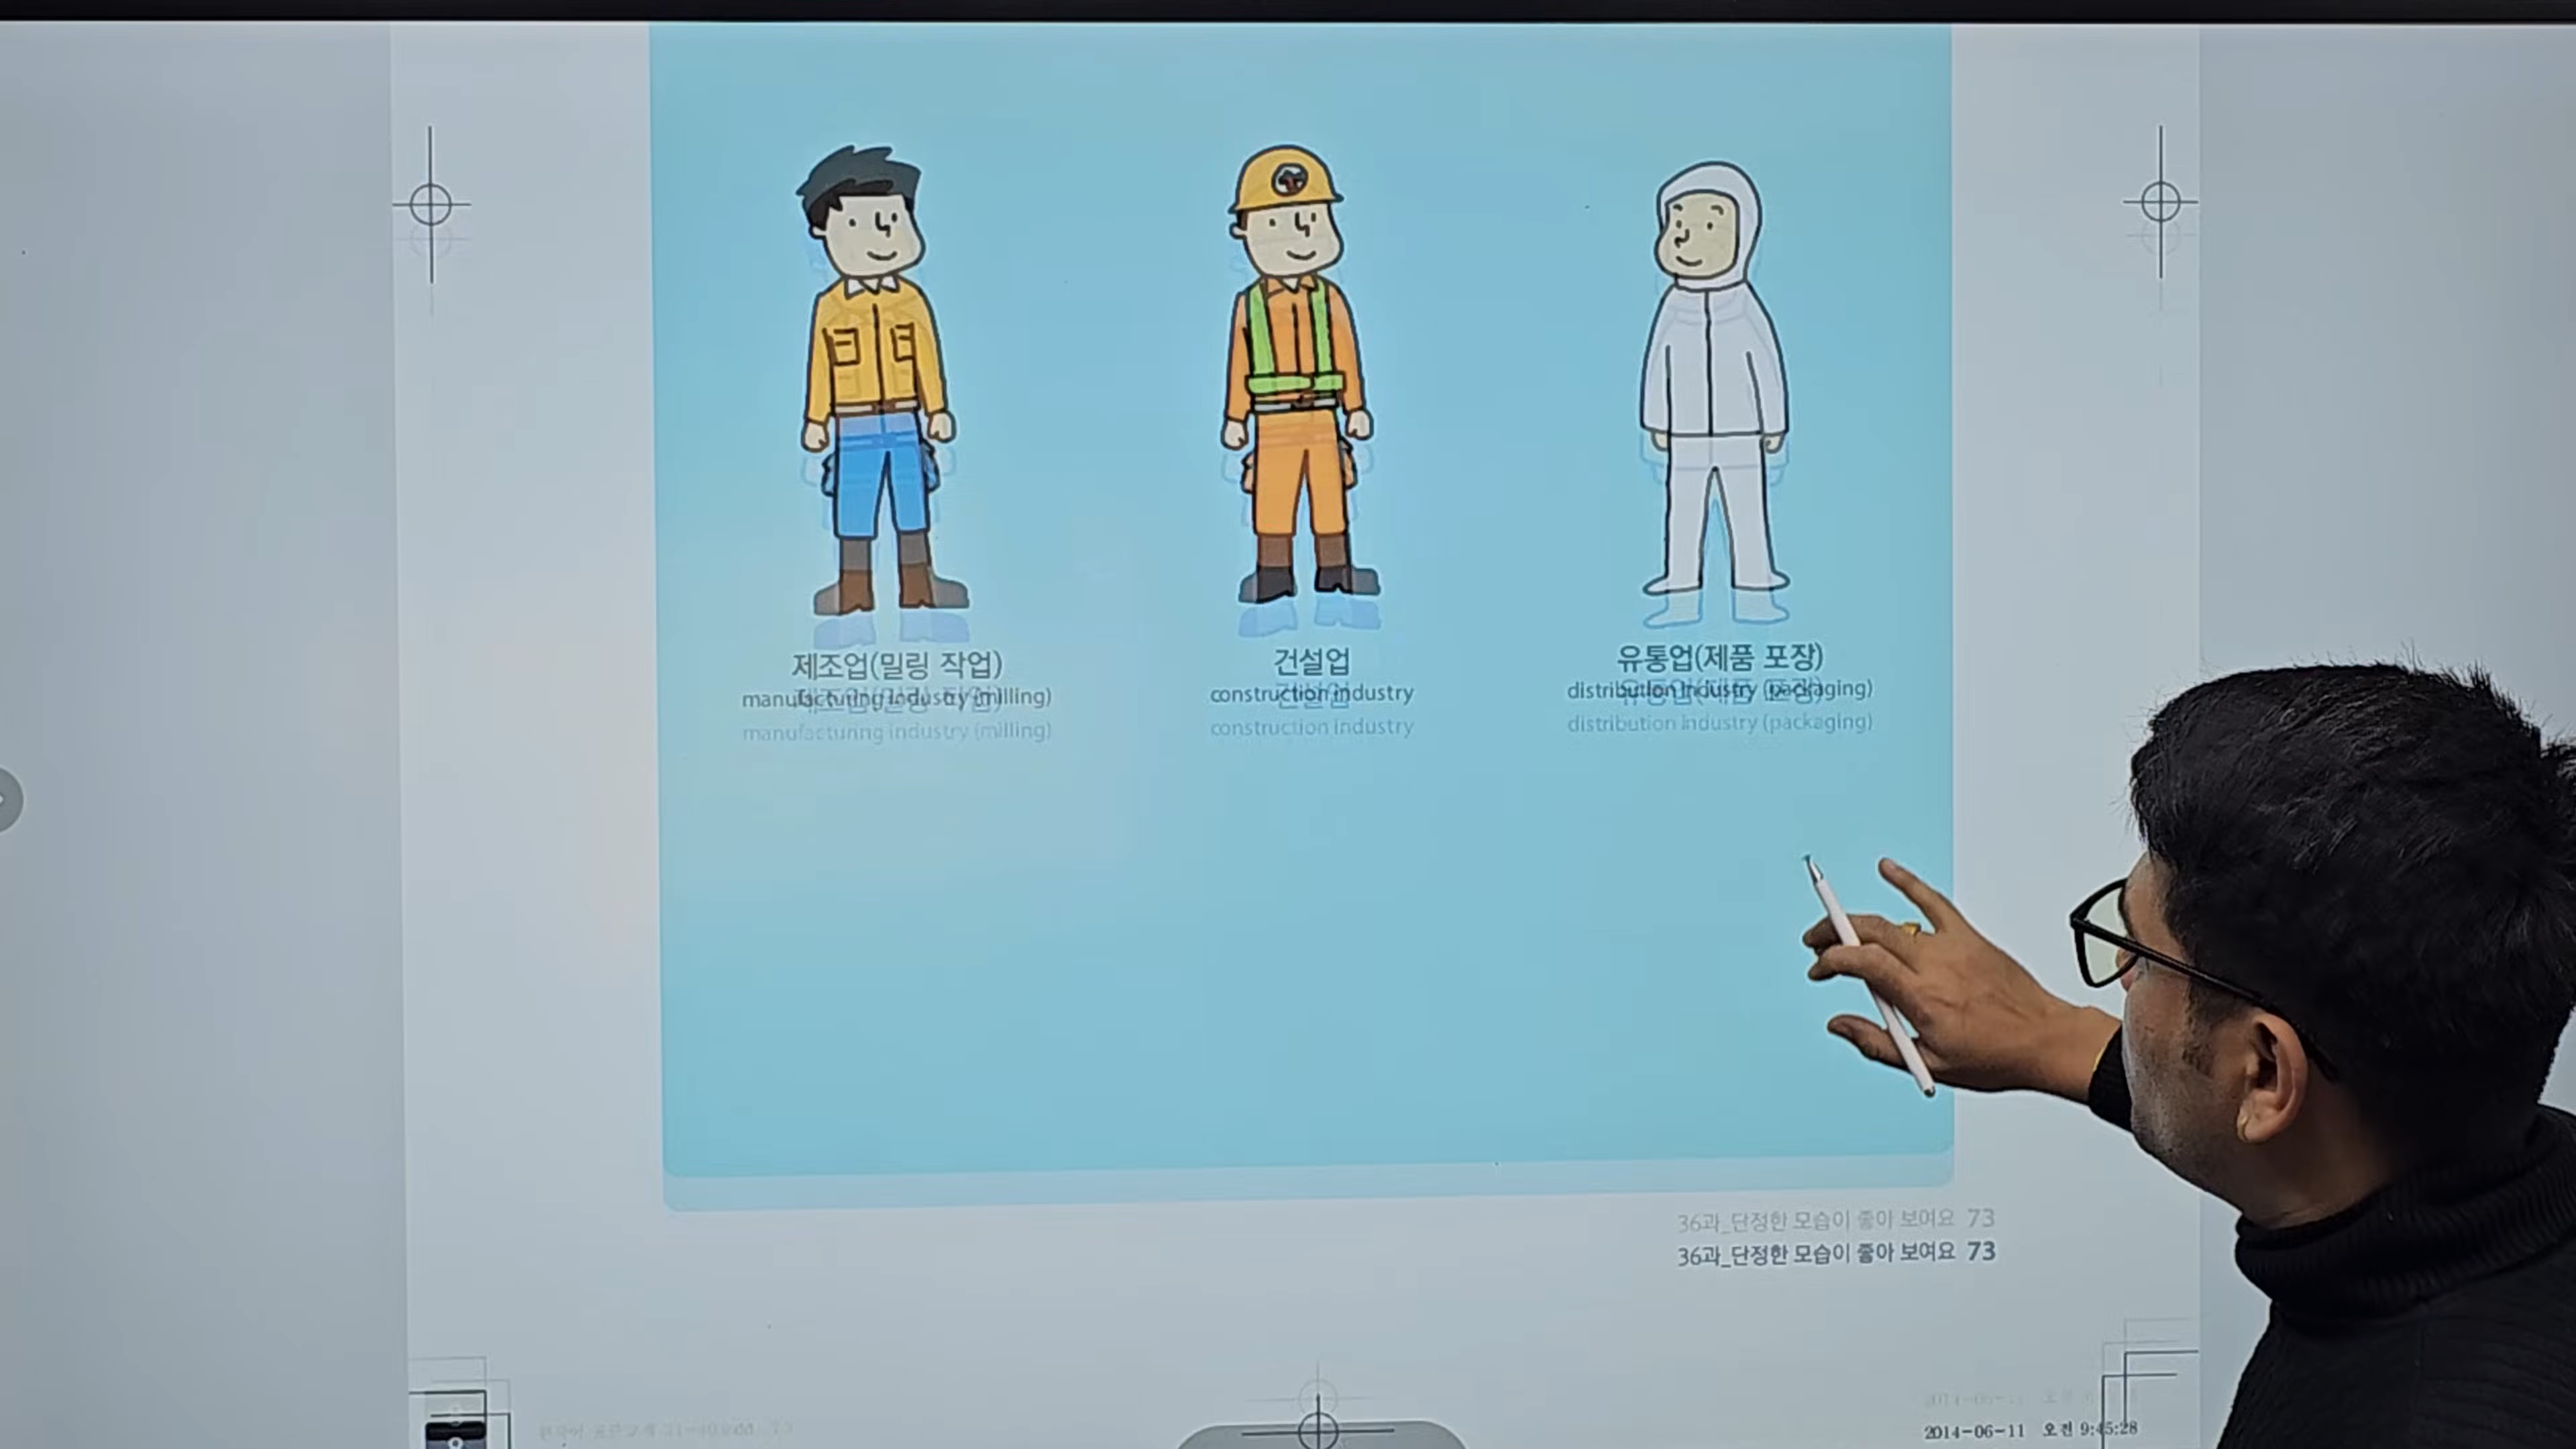 제조업(밀링 작업)
manufacturing industry (milling)
건설업
construction industry
유통업(제품 포장)
distribution industry (packaging)
36과_단정한 모습이 좋아 보여요 73
2014-06-11 오전 9:45:28